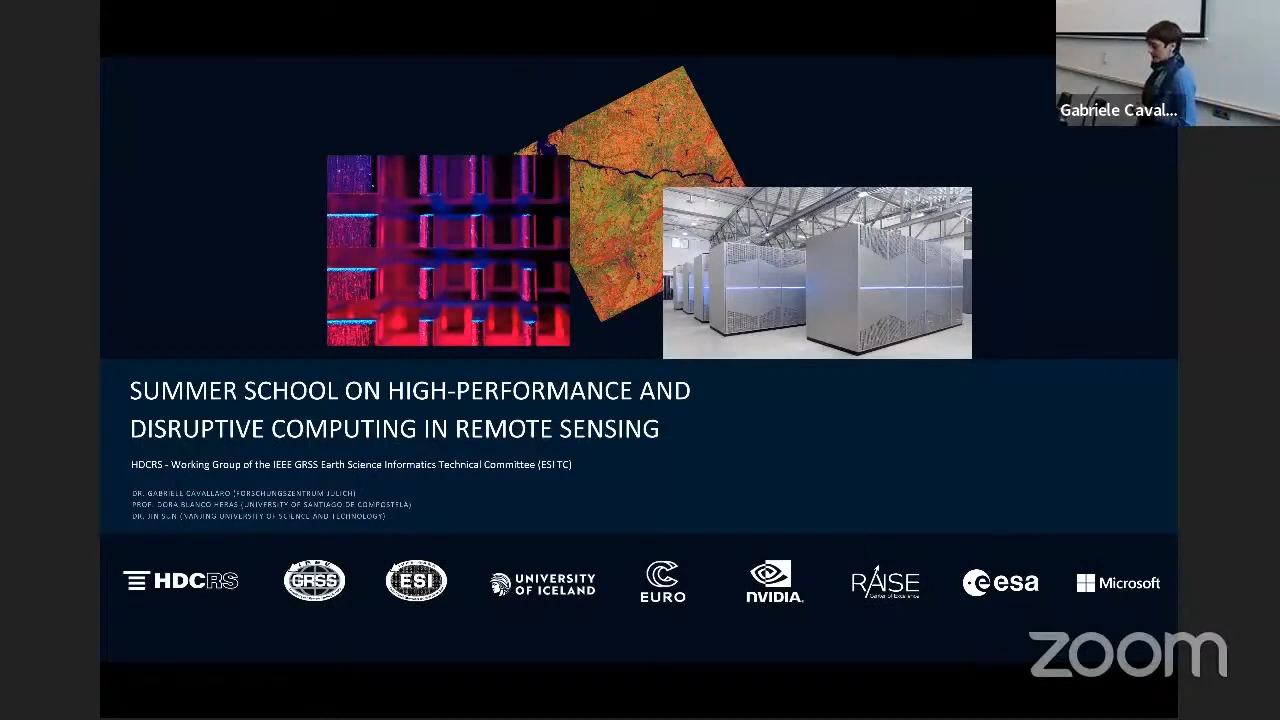 Gabriele Caval...
SUMMER SCHOOL ON HIGH-PERFORMANCE AND
DISRUPTIVE COMPUTING IN REMOTE SENSING
HDCRS - Working Group of the IEEE GRSS Earth Science Informatics Technical Committee (ESI TC)
DR. GABRIELE CAVALLARO (FORSCHUNGSZENTRUM JÜLICH)
PROF. DORA BLANCO HERAS (UNIVERSITY OF SANTIAGO DE COMPOSTELA)
DR. JIN SUN (NANJING UNIVERSITY OF SCIENCE AND TECHNOLOGY)
HDCRS
GRSS
ESI
UNIVERSITY
OF ICELAND
EURO
NVIDIA.
RAISE
Center of Excellence
esa
Microsoft
zoom